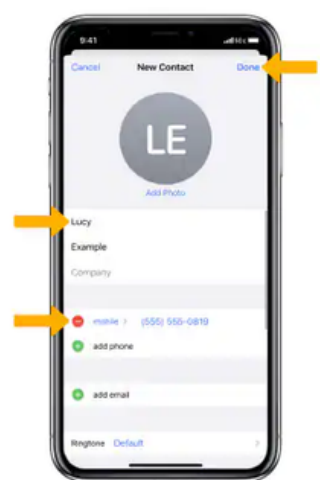 9:41
Cancel New Contact Done
LE
Add Photo
Lucy
Example
Company
mobile > (555) 555-0819
add phone
add email
Ringtone Default